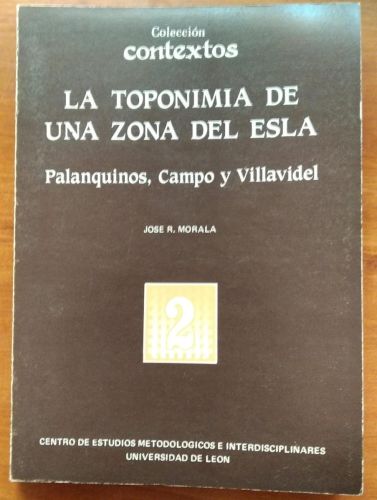 Colección
contextos
LA TOPONIMIA DE
UNA ZONA DEL ESLA
Palanquinos, Campo y Villavidel
JOSE R. MORALA
2
CENTRO DE ESTUDIOS METODOLOGICOS E INTERDISCIPLINARES
UNIVERSIDAD DE LEON